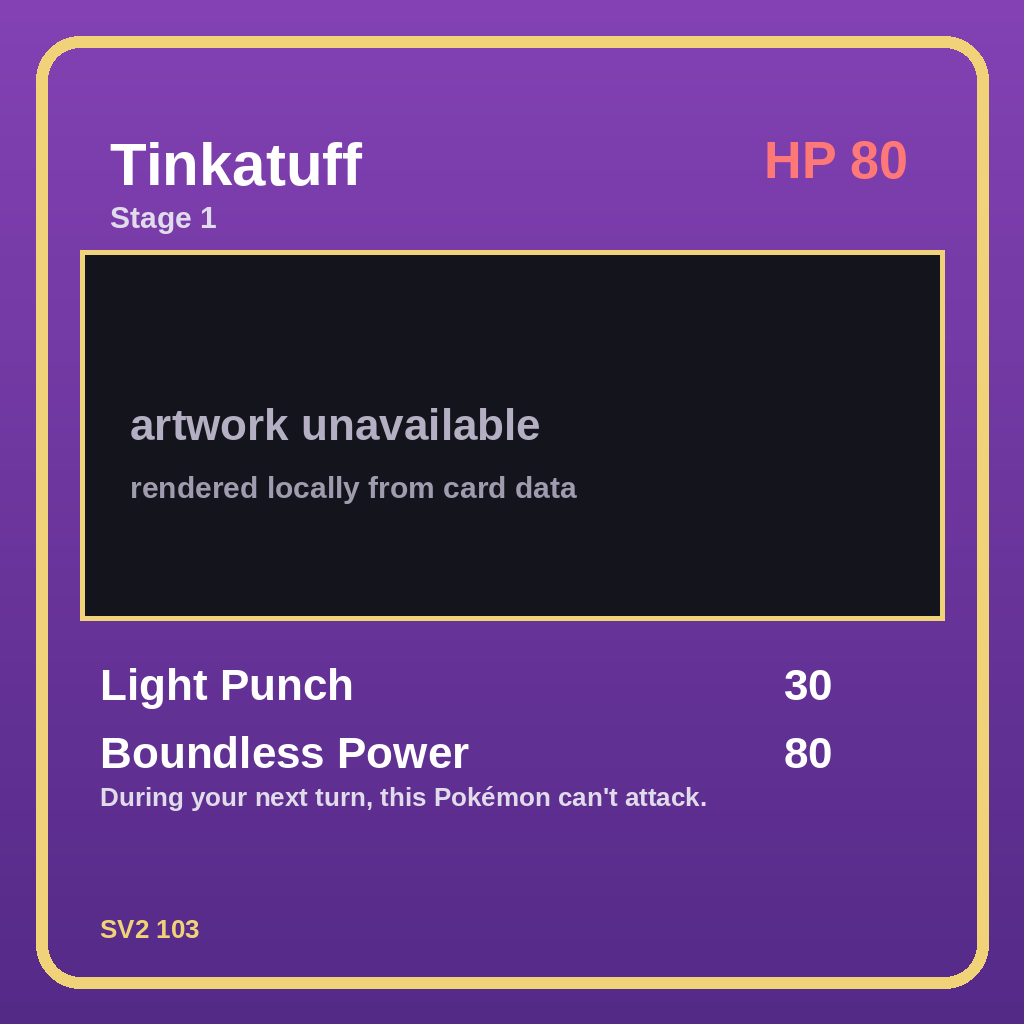 Tinkatuff
HP 80
Stage 1
artwork unavailable
rendered locally from card data
Light Punch 30
Boundless Power 80
During your next turn, this Pokémon can't attack.
SV2 103